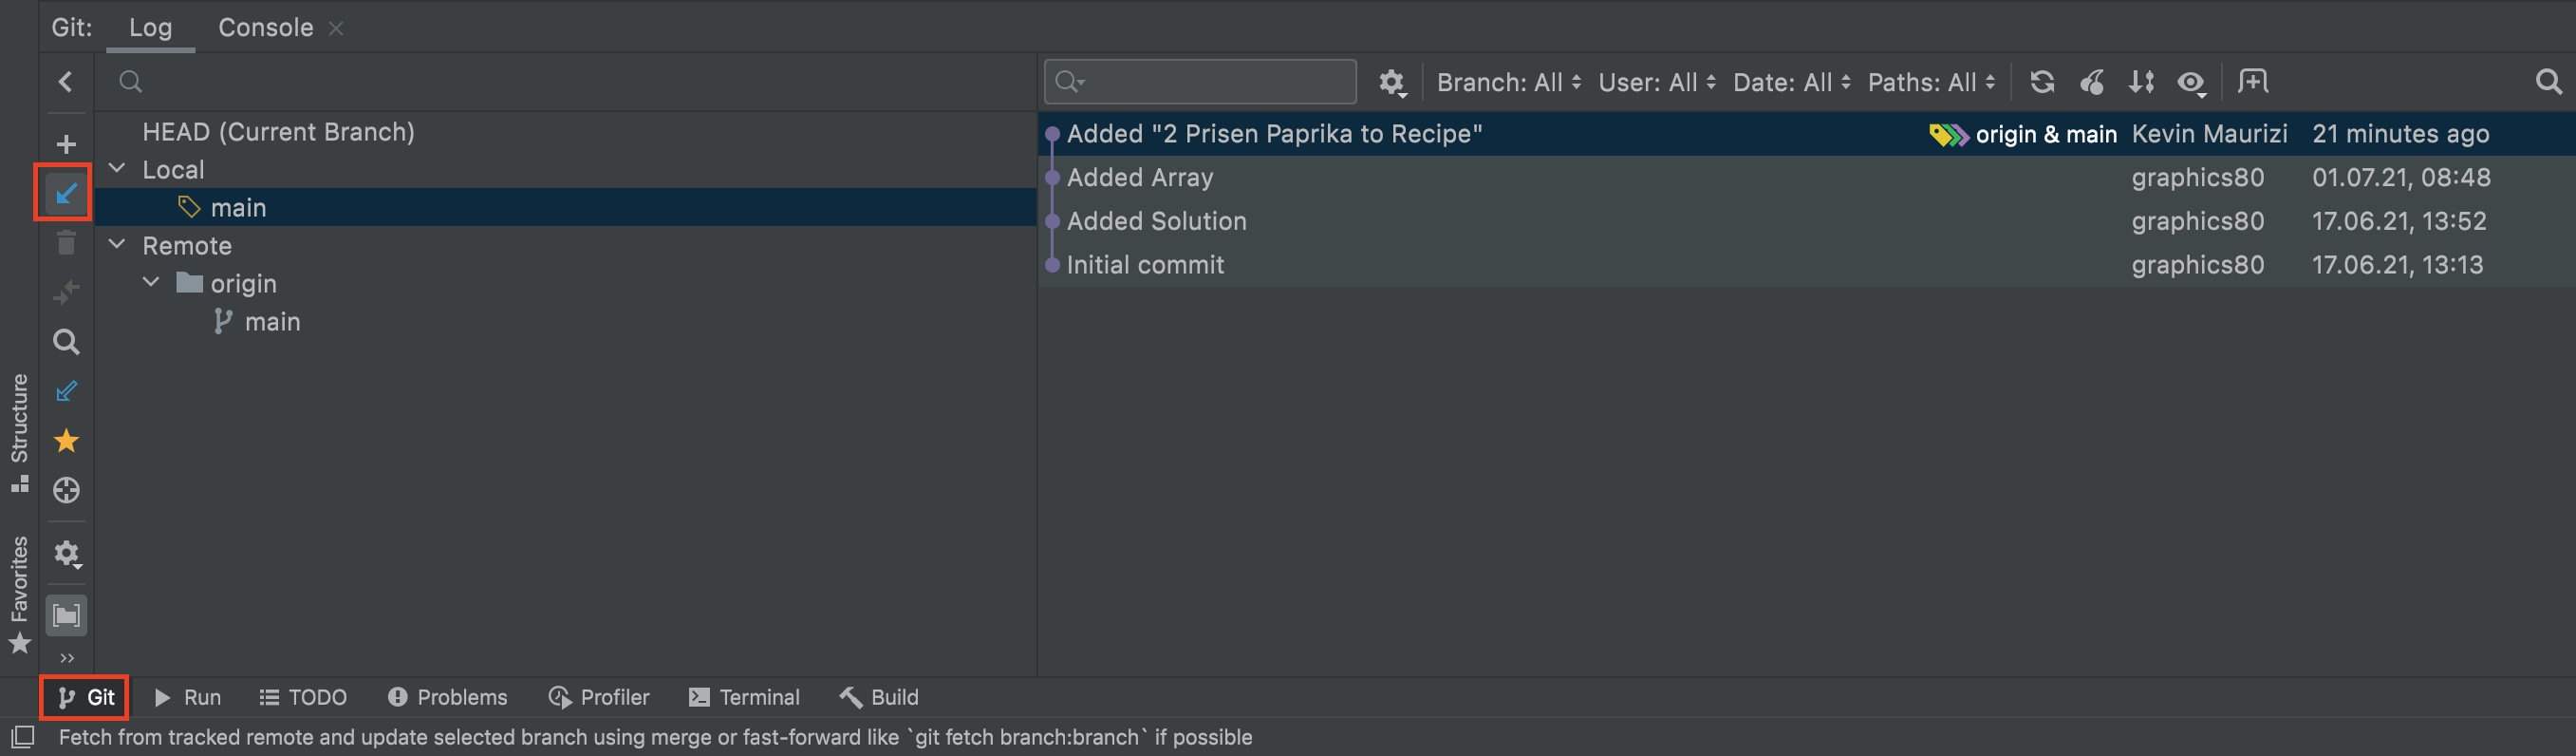 Git: Log Console
Branch: All User: All Date: All Paths: All
HEAD (Current Branch)
Local
main
Remote
origin
main
Added "2 Prisen Paprika to Recipe" origin & main Kevin Maurizi 21 minutes ago
Added Array graphics80 01.07.21, 08:48
Added Solution graphics80 17.06.21, 13:52
Initial commit graphics80 17.06.21, 13:13
Structure
Favorites
Git Run TODO Problems Profiler Terminal Build
Fetch from tracked remote and update selected branch using merge or fast-forward like `git fetch branch:branch` if possible